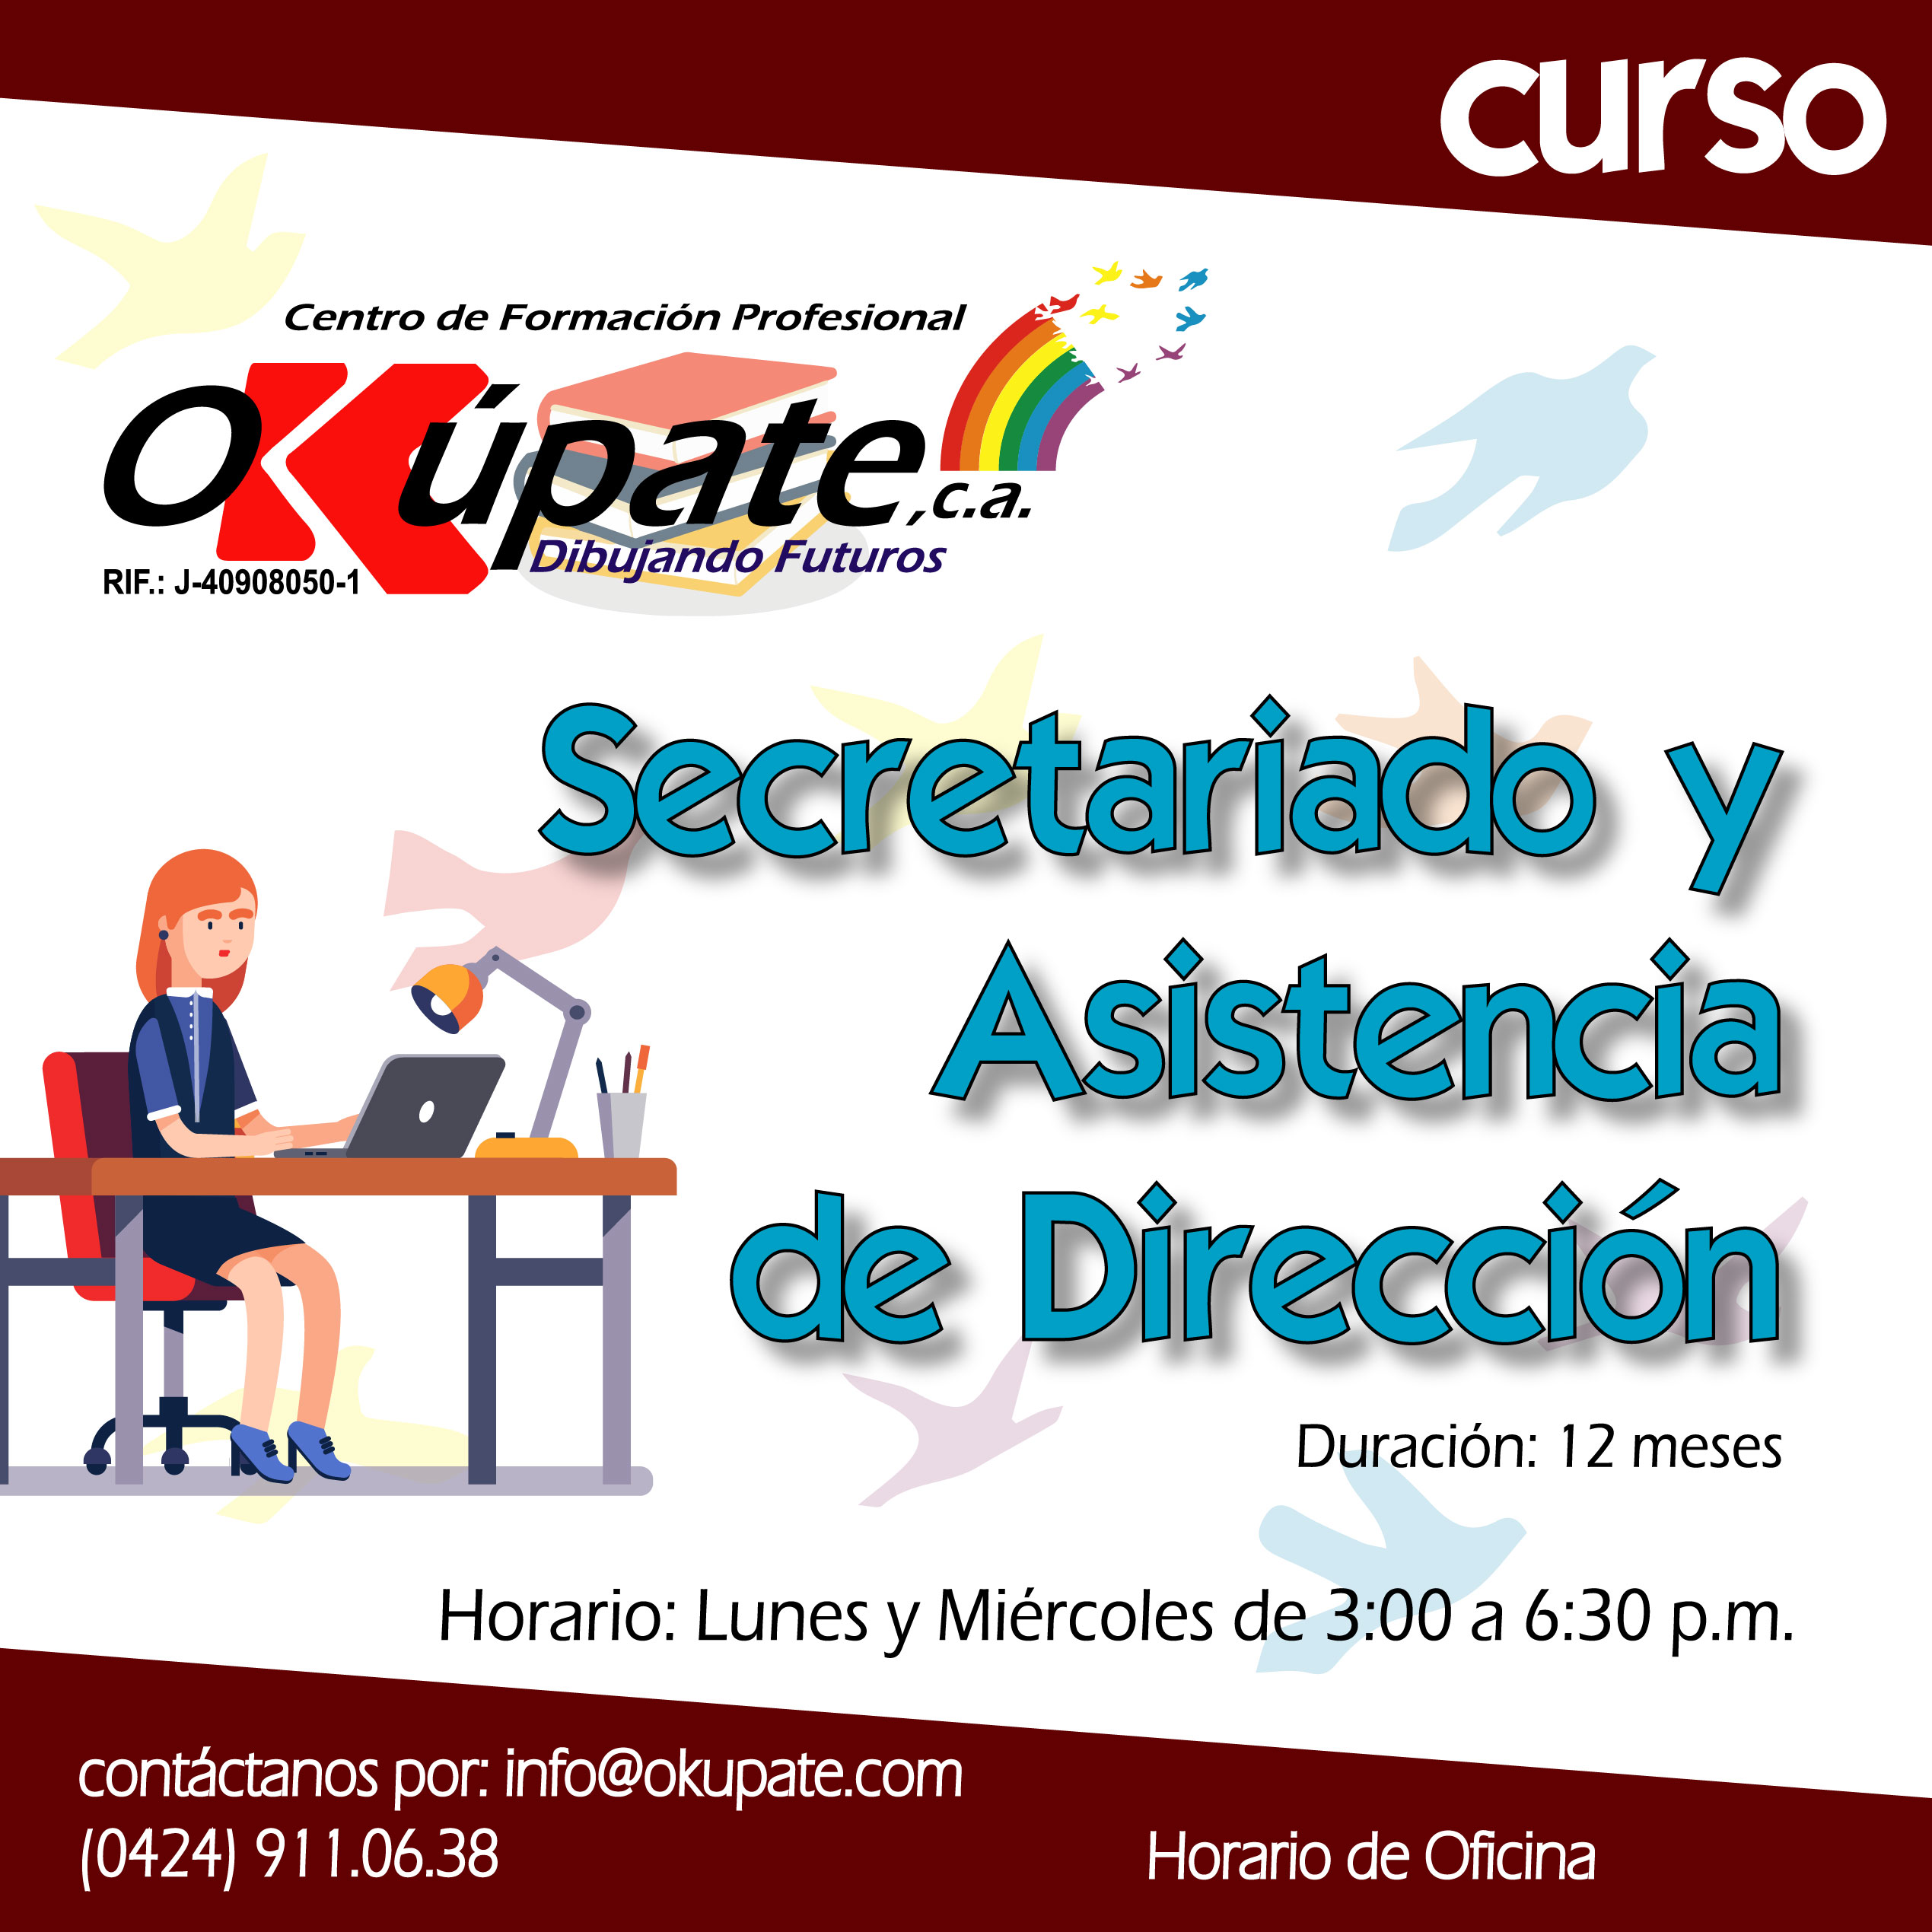 curso
Centro de Formación Profesional
oKúpate,c.a.
Dibujando Futuros
RIF.: J-40908050-1
Secretariado y
Asistencia
de Dirección
Duración: 12 meses
Horario: Lunes y Miércoles de 3:00 a 6:30 p.m.
contáctanos por: info@okupate.com
(0424) 911.06.38
Horario de Oficina